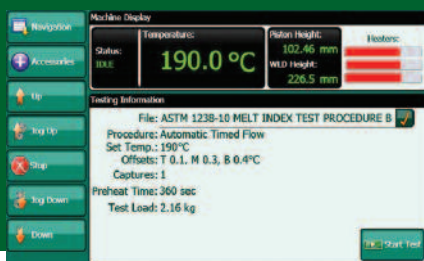 Navigation
Accessories
Up
Jog Up
Stop
Jog Down
Down
Machine Display
Status:
IDLE
Temperature:
190.0 °C
Piston Height:
102.46 mm
WLD Height:
226.5 mm
Heaters:
Testing Information
File: ASTM 1238-10 MELT INDEX TEST PROCEDURE B
Procedure: Automatic Timed Flow
Set Temp.: 190°C
Offsets: T 0.1, M 0.3, B 0.4°C
Captures: 1
Preheat Time: 360 sec
Test Load: 2.16 kg
Start Test